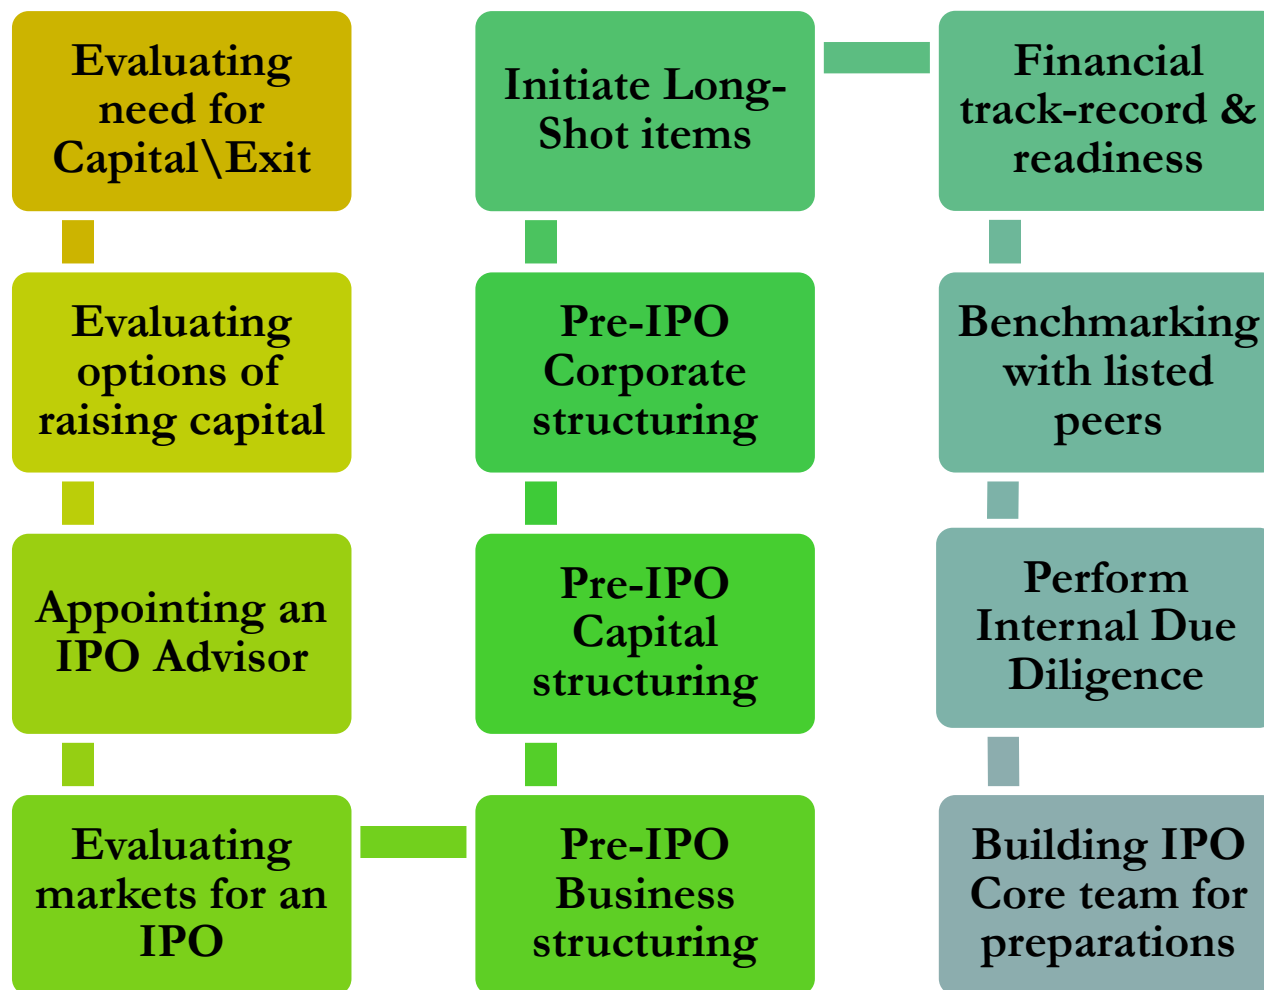 Evaluating
need for
Capital\Exit
Evaluating
options of
raising capital
Appointing an
IPO Advisor
Evaluating
markets for an
IPO
Pre-IPO
Business
structuring
Pre-IPO
Capital
structuring
Pre-IPO
Corporate
structuring
Initiate Long-
Shot items
Financial
track-record &
readiness
Benchmarking
with listed
peers
Perform
Internal Due
Diligence
Building IPO
Core team for
preparations